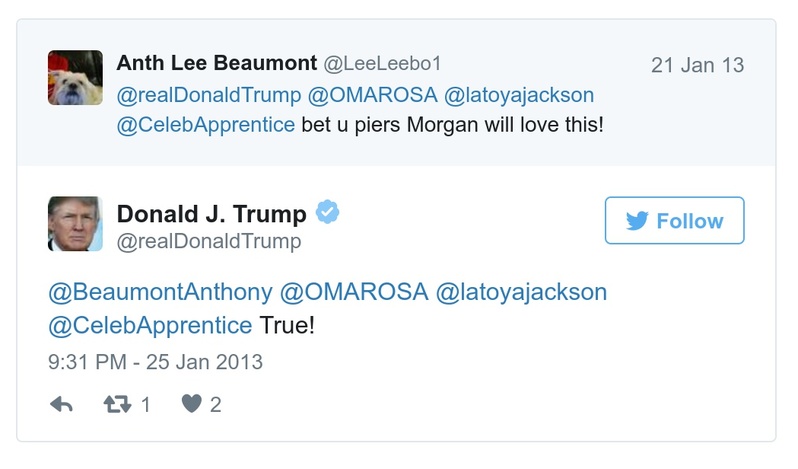 Anth Lee Beaumont @LeeLeebo1 21 Jan 13
@realDonaldTrump @OMAROSA @latoyajackson
@CelebApprentice bet u piers Morgan will love this!
Donald J. Trump
@realDonaldTrump
Follow
@BeaumontAnthony @OMAROSA @latoyajackson
@CelebApprentice True!
9:31 PM - 25 Jan 2013
1 2